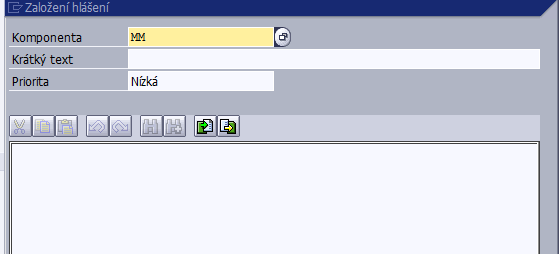 Založení hlášení
Komponenta MM
Krátký text
Priorita Nízká